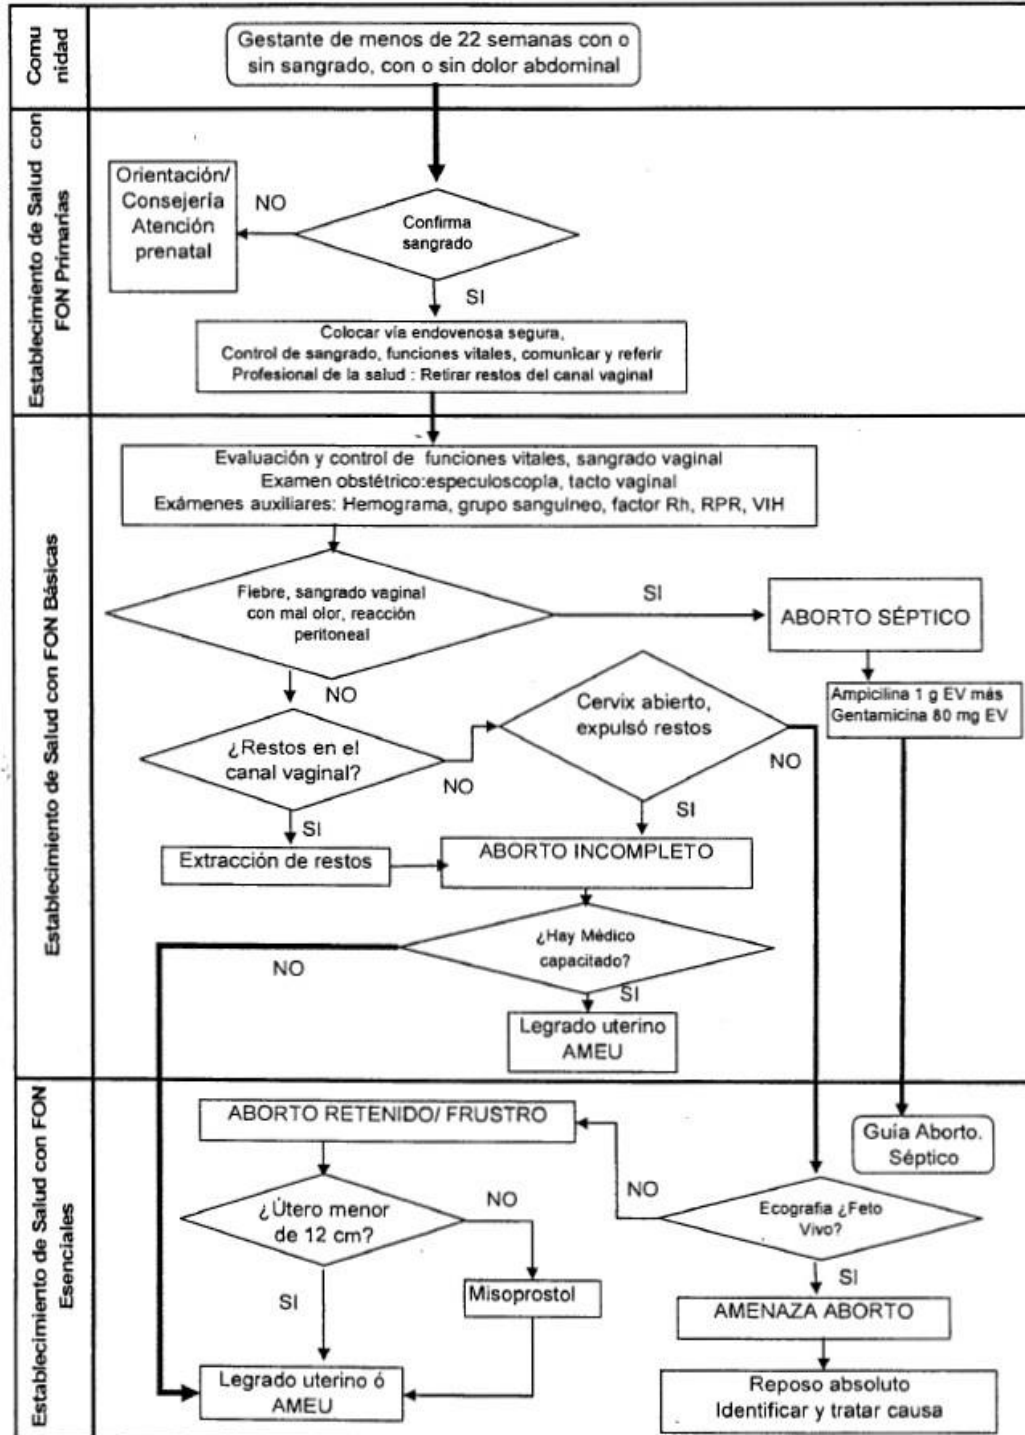 Comu
nidad
Gestante de menos de 22 semanas con o
sin sangrado, con o sin dolor abdominal
Establecimiento de Salud con
FON Primarias
Orientación/
Consejería
Atención
prenatal
NO
Confirma
sangrado
SI
Colocar vía endovenosa segura,
Control de sangrado, funciones vitales, comunicar y referir
Profesional de la salud : Retirar restos del canal vaginal
Establecimiento de Salud con FON Básicas
Evaluación y control de funciones vitales, sangrado vaginal
Examen obstétrico:especuloscopía, tacto vaginal
Exámenes auxiliares: Hemograma, grupo sanguíneo, factor Rh, RPR, VIH
Fiebre, sangrado vaginal
con mal olor, reacción
peritoneal
SI
ABORTO SÉPTICO
NO
Ampicilina 1 g EV más
Gentamicina 80 mg EV
Cervix abierto,
expulsó restos
¿Restos en el
canal vaginal?
NO
NO
SI
SI
Extracción de restos
ABORTO INCOMPLETO
¿Hay Médico
capacitado?
NO
SI
Legrado uterino
AMEU
Establecimiento de Salud con FON
Esenciales
ABORTO RETENIDO/ FRUSTRO
Guía Aborto.
Séptico
¿Útero menor
de 12 cm?
NO
NO
Ecografia ¿Feto
Vivo?
SI
SI
Misoprostol
AMENAZA ABORTO
Legrado uterino ó
AMEU
Reposo absoluto
Identificar y tratar causa